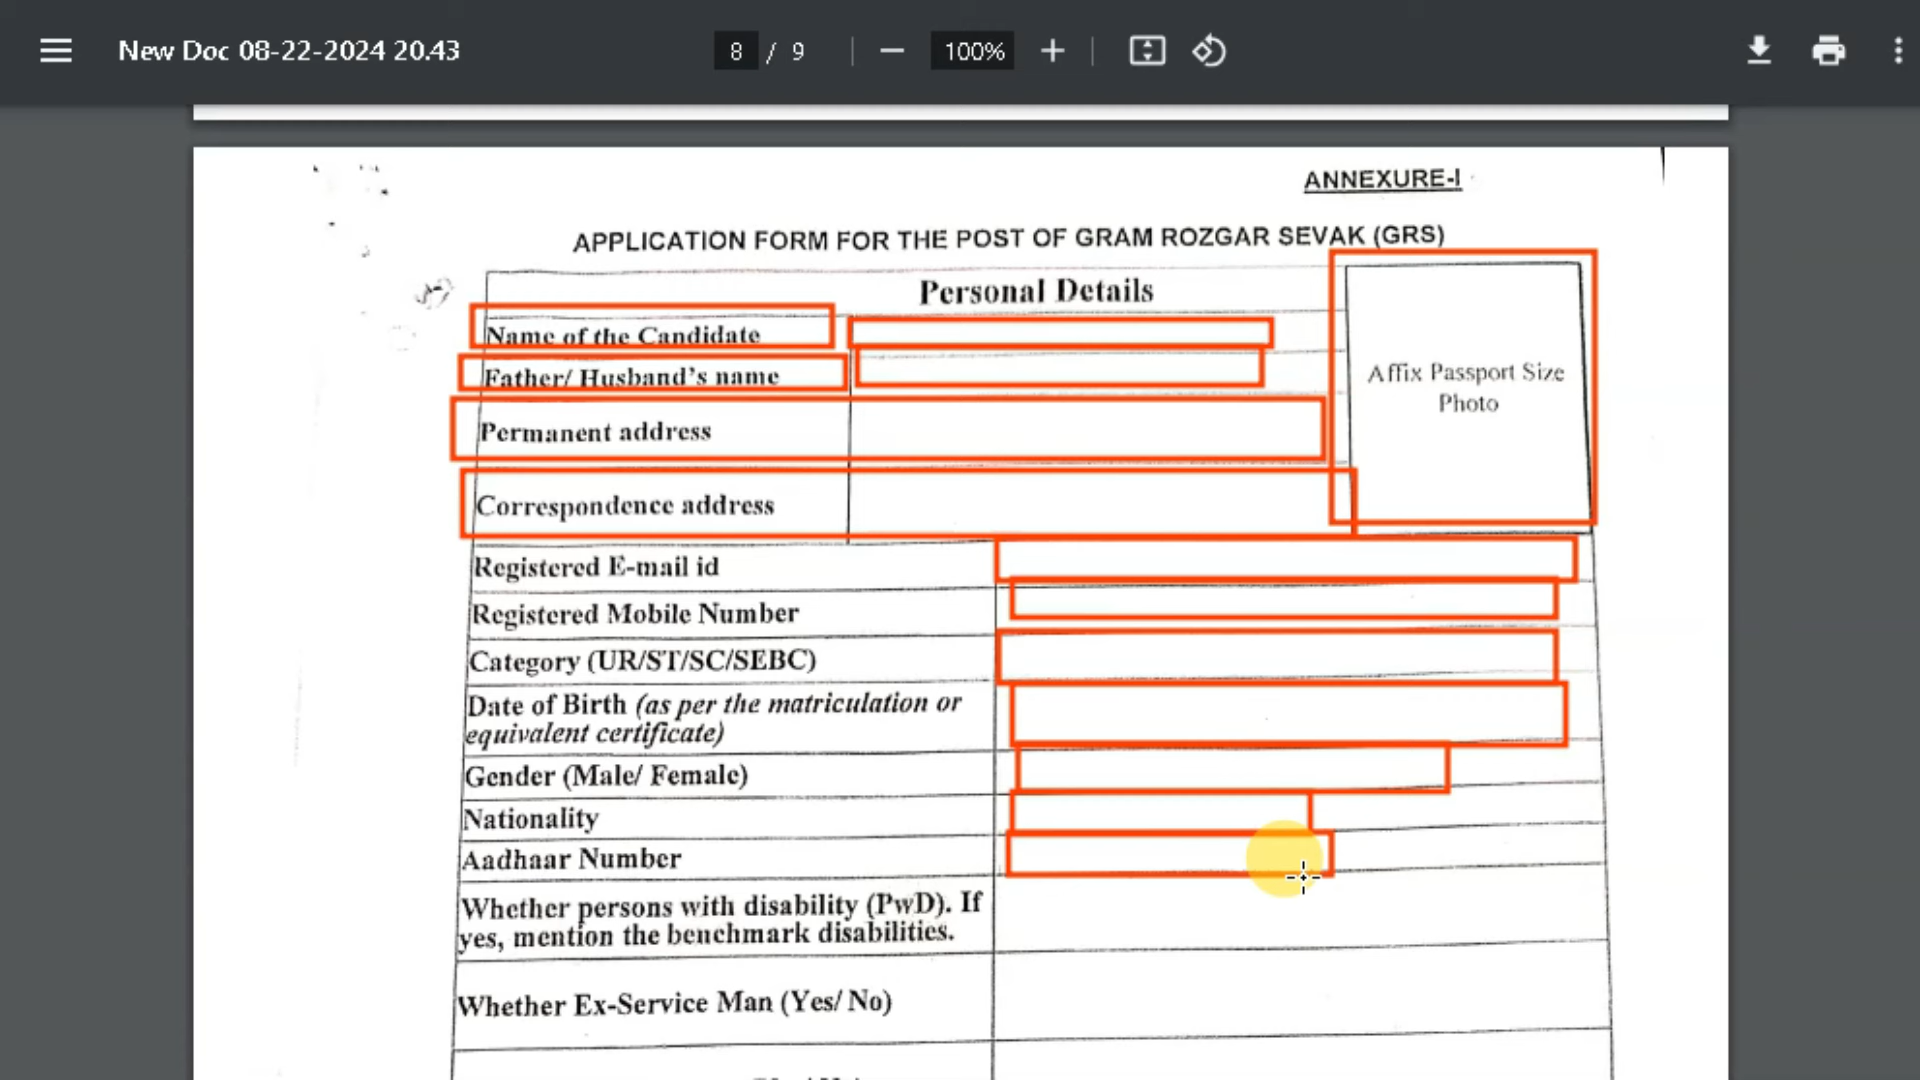 New Doc 08-22-2024 20.43
8 / 9
100%
ANNEXURE-I
APPLICATION FORM FOR THE POST OF GRAM ROZGAR SEVAK (GRS)
Personal Details
Name of the Candidate
Father/ Husband's name
Permanent address
Correspondence address
Affix Passport Size
Photo
Registered E-mail id
Registered Mobile Number
Category (UR/ST/SC/SEBC)
Date of Birth (as per the matriculation or
equivalent certificate)
Gender (Male/ Female)
Nationality
Aadhaar Number
Whether persons with disability (PwD). If
yes, mention the benchmark disabilities.
Whether Ex-Service Man (Yes/ No)